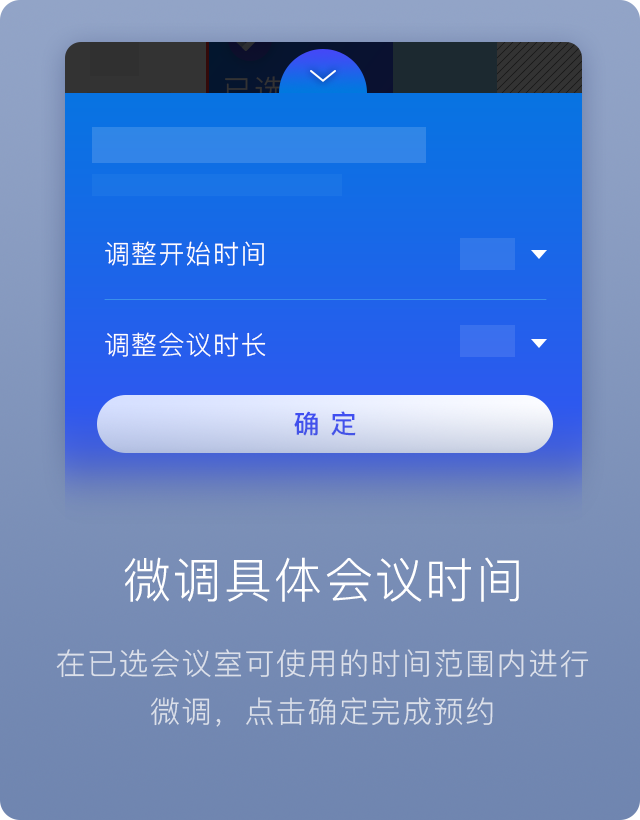 已选
调整开始时间
调整会议时长
确 定
微调具体会议时间
在已选会议室可使用的时间范围内进行
微调，点击确定完成预约